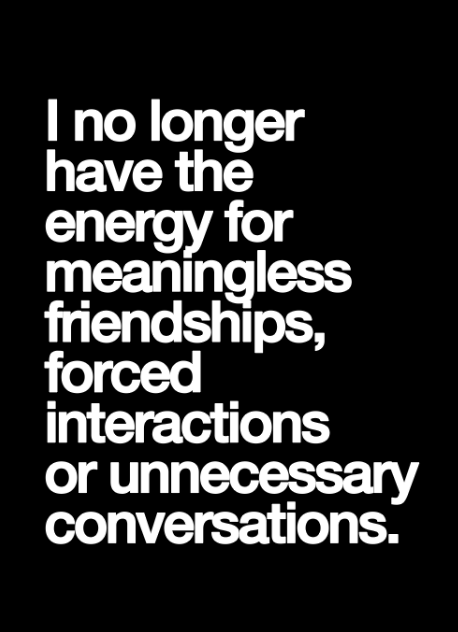 I no longer
have the
energy for
meaningless
friendships,
forced
interactions
or unnecessary
conversations.